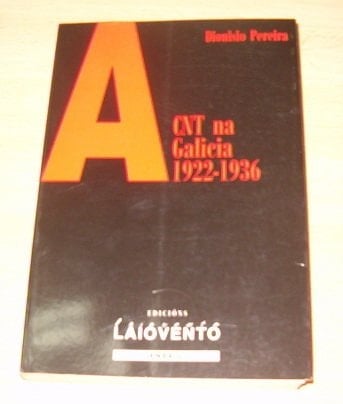 Dionisio Pereira
A
CNT na
Galicia
1922-1936
EDICIÓNS
LAIOVENTO